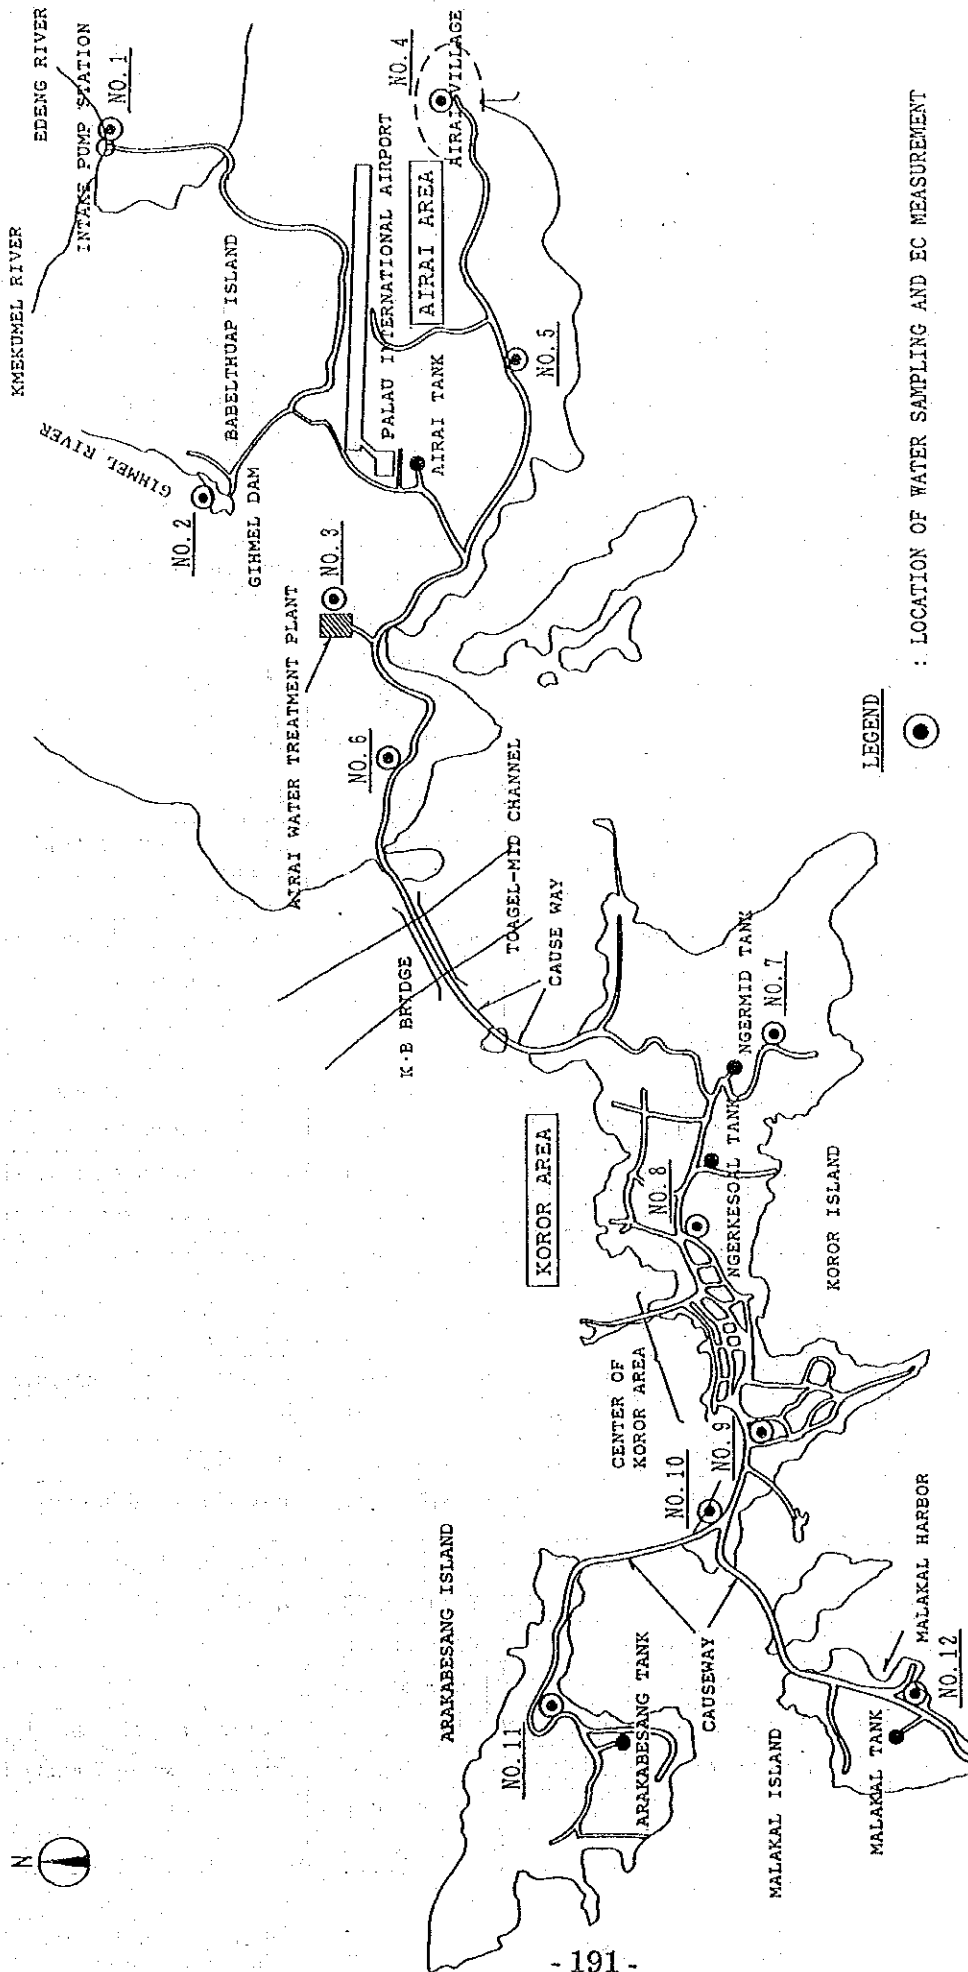 N
KMEKUMEL RIVER
EDENG RIVER
INTAKE PUMP STATION
NO. 1
GIHMEL RIVER
NO. 2
GIHMEL DAM
BABELTHUAP ISLAND
AIRAI WATER TREATMENT PLANT
NO. 3
PALAU INTERNATIONAL AIRPORT
AIRAI AREA
AIRAI TANK
NO. 4
AIRAI VILLAGE
NO. 5
NO. 6
K·B BRIDGE
TOAGEL-MID CHANNEL
CAUSE WAY
KOROR AREA
NGERMID TANK
NO. 7
NO. 8
NGERKESOAL TANK
KOROR ISLAND
CENTER OF
KOROR AREA
NO. 9
NO. 10
ARAKABESANG ISLAND
NO. 11
ARAKABESANG TANK
CAUSEWAY
MALAKAL ISLAND
MALAKAL TANK
MALAKAL HARBOR
NO. 12
LEGEND
: LOCATION OF WATER SAMPLING AND EC MEASUREMENT
- 191 -